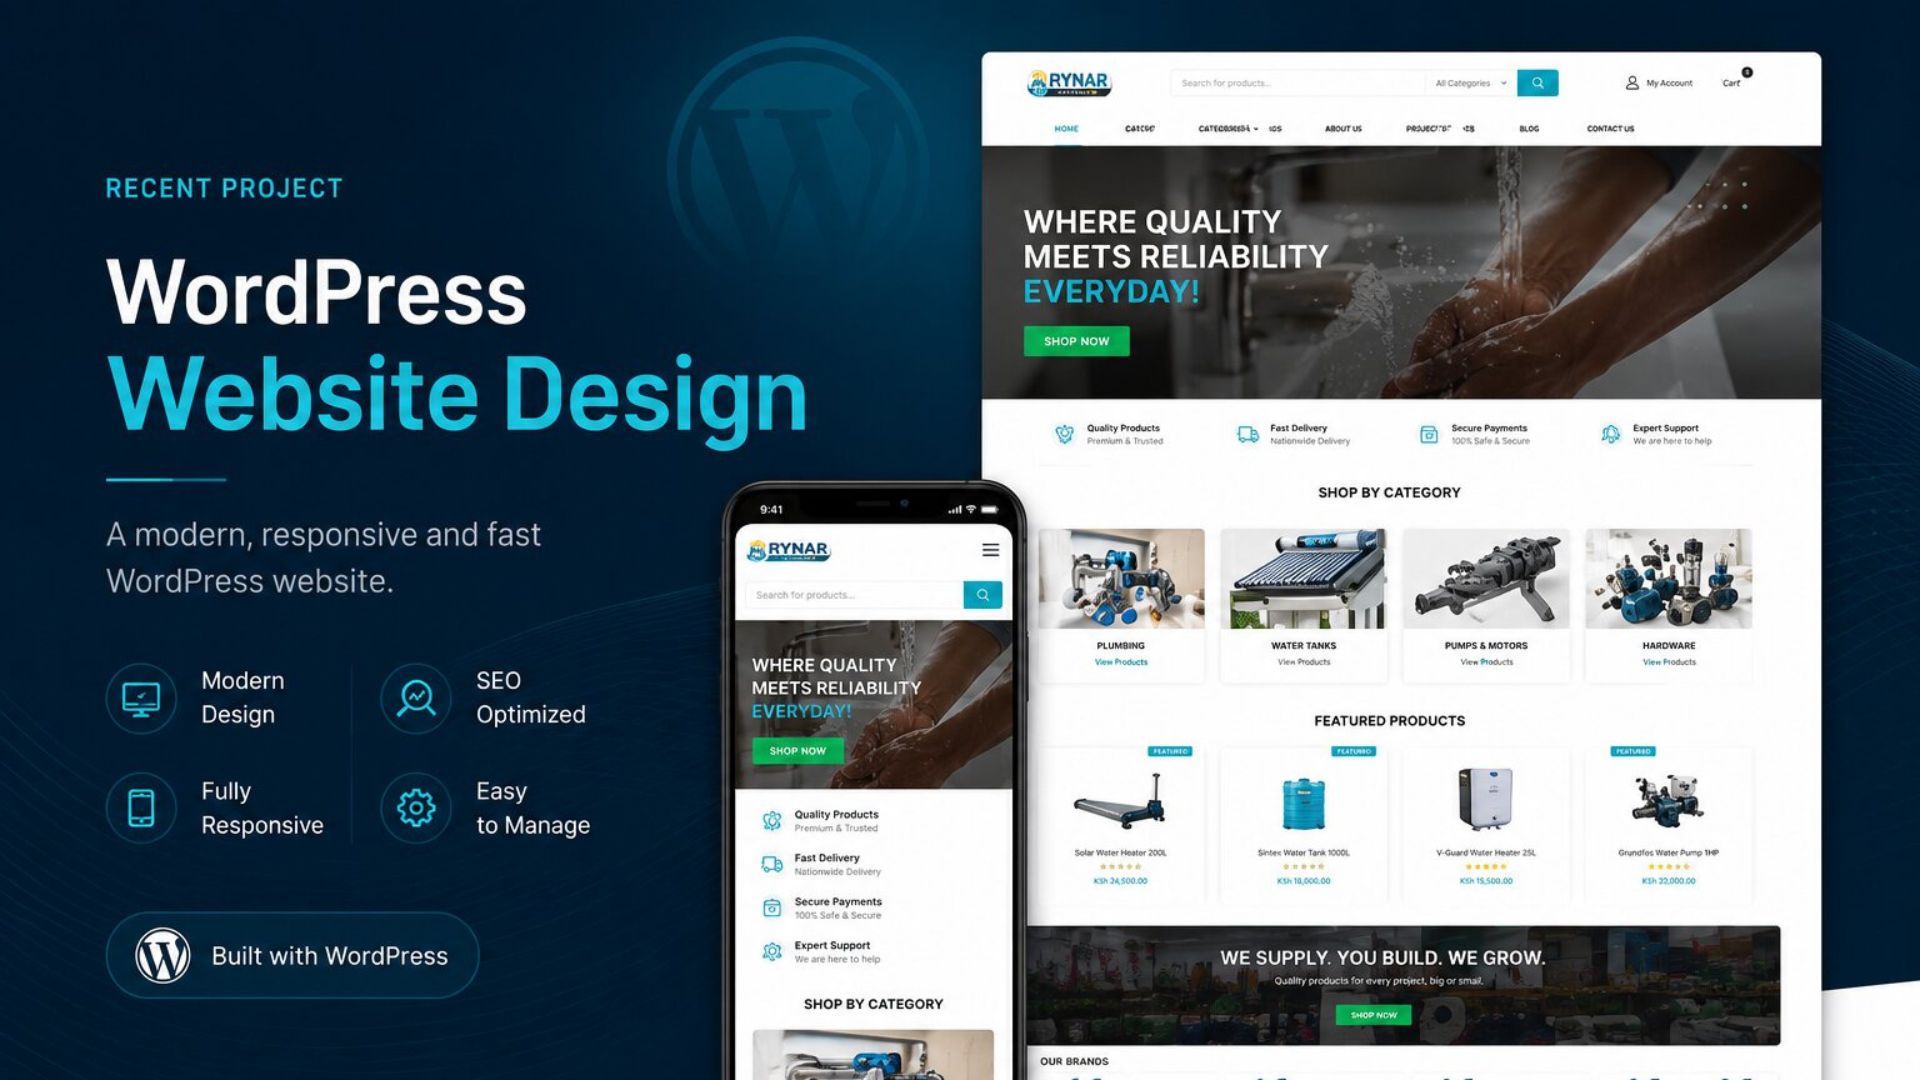 RECENT PROJECT
WordPress
Website Design
A modern, responsive and fast
WordPress website.
Modern
Design
SEO
Optimized
Fully
Responsive
Easy
to Manage
Built with WordPress
9:41
RYNAR
Search for products...
WHERE QUALITY
MEETS RELIABILITY
EVERYDAY!
SHOP NOW
Quality Products
Premium & Trusted
Fast Delivery
Nationwide Delivery
Secure Payments
100% Safe & Secure
Expert Support
We are here to help
SHOP BY CATEGORY
RYNAR
Search for products...
All Categories
My Account
Cart
HOME
ABOUT US
BLOG
CONTACT US
WHERE QUALITY
MEETS RELIABILITY
EVERYDAY!
SHOP NOW
Quality Products
Premium & Trusted
Fast Delivery
Nationwide Delivery
Secure Payments
100% Safe & Secure
Expert Support
We are here to help
SHOP BY CATEGORY
PLUMBING
View Products
WATER TANKS
View Products
PUMPS & MOTORS
View Products
HARDWARE
View Products
FEATURED PRODUCTS
FEATURED
FEATURED
FEATURED
Solar Water Heater 200L
KSh 24,500.00
Sintex Water Tank 1000L
KSh 18,000.00
V-Guard Water Heater 25L
KSh 15,500.00
Grundfos Water Pump 1HP
KSh 22,000.00
WE SUPPLY. YOU BUILD. WE GROW.
Quality products for every project, big or small.
SHOP NOW
OUR BRANDS